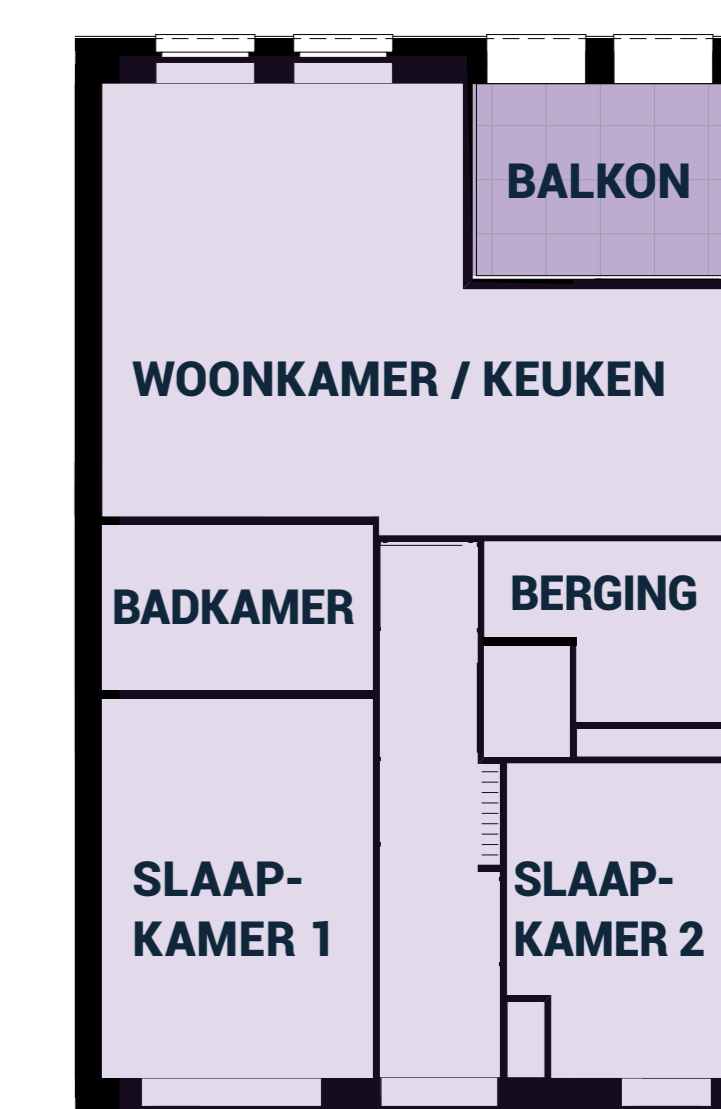 BALKON
WOONKAMER / KEUKEN
BADKAMER
BERGING
SLAAP-
KAMER 1
SLAAP-
KAMER 2